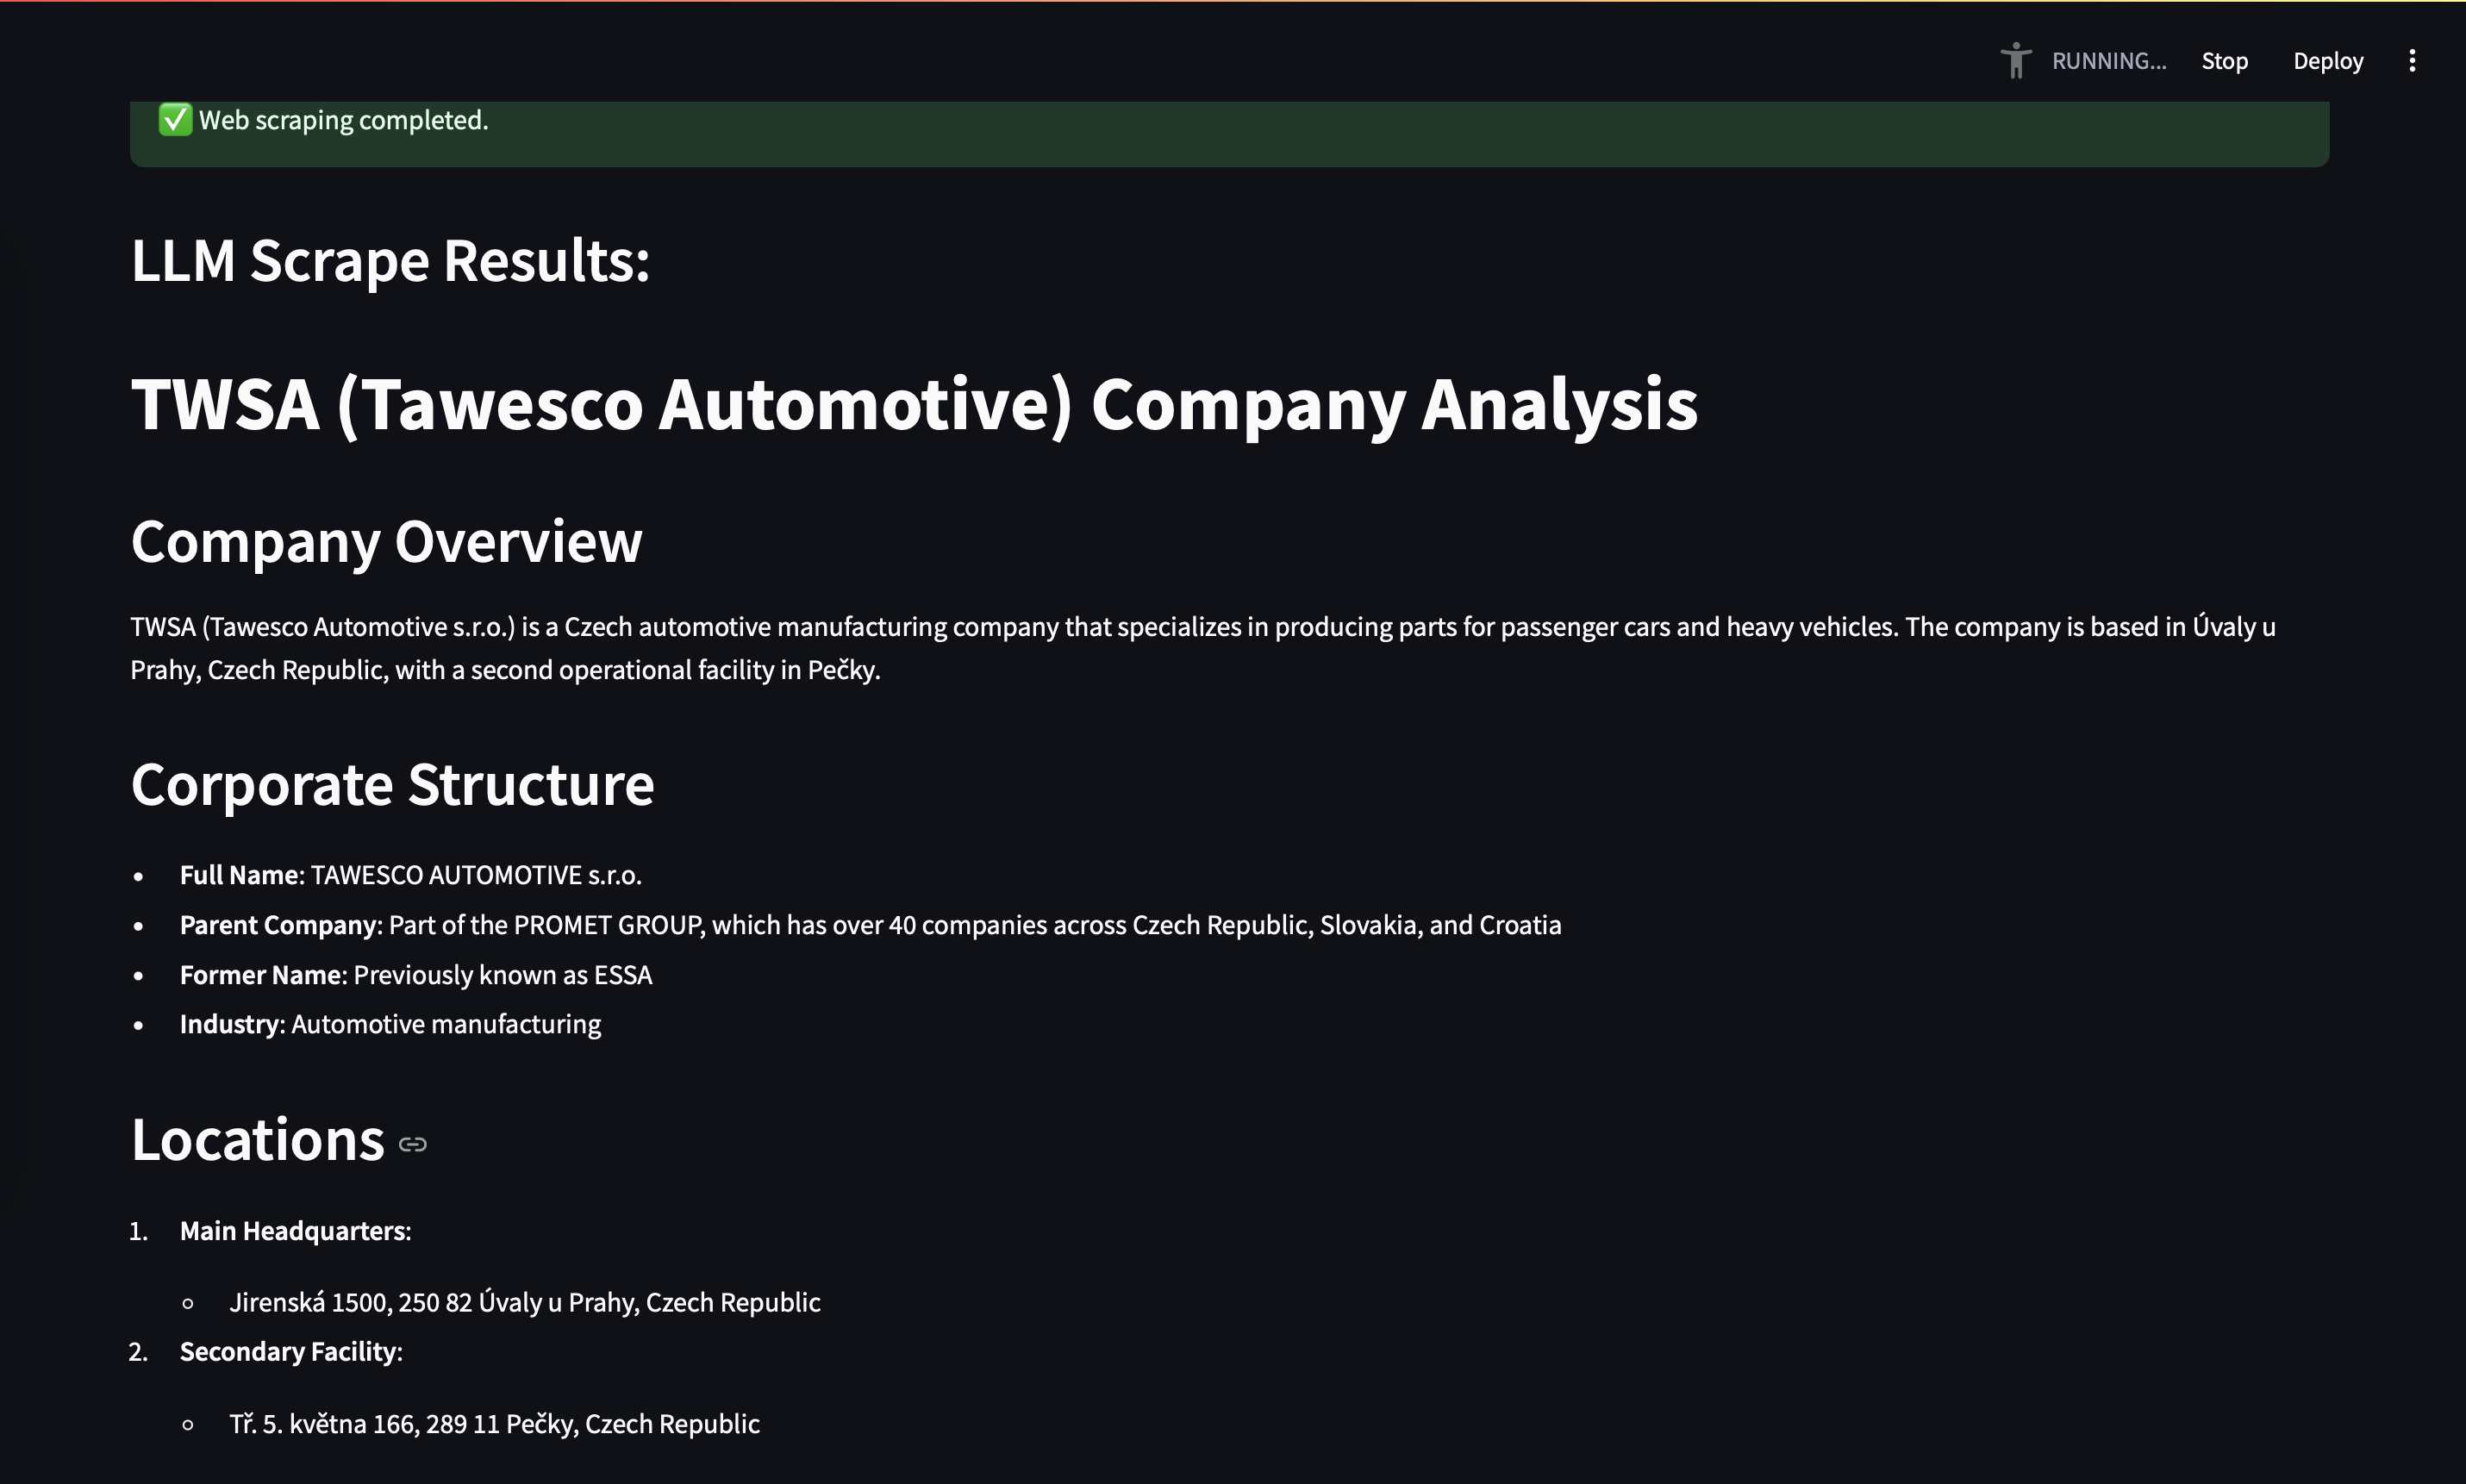 RUNNING... Stop Deploy
✅ Web scraping completed.
LLM Scrape Results:
TWSA (Tawesco Automotive) Company Analysis
Company Overview
TWSA (Tawesco Automotive s.r.o.) is a Czech automotive manufacturing company that specializes in producing parts for passenger cars and heavy vehicles. The company is based in Úvaly u
Prahy, Czech Republic, with a second operational facility in Pečky.
Corporate Structure
• Full Name: TAWESCO AUTOMOTIVE s.r.o.
• Parent Company: Part of the PROMET GROUP, which has over 40 companies across Czech Republic, Slovakia, and Croatia
• Former Name: Previously known as ESSA
• Industry: Automotive manufacturing
Locations
1. Main Headquarters:
◦ Jirenská 1500, 250 82 Úvaly u Prahy, Czech Republic
2. Secondary Facility:
◦ Tř. 5. května 166, 289 11 Pečky, Czech Republic